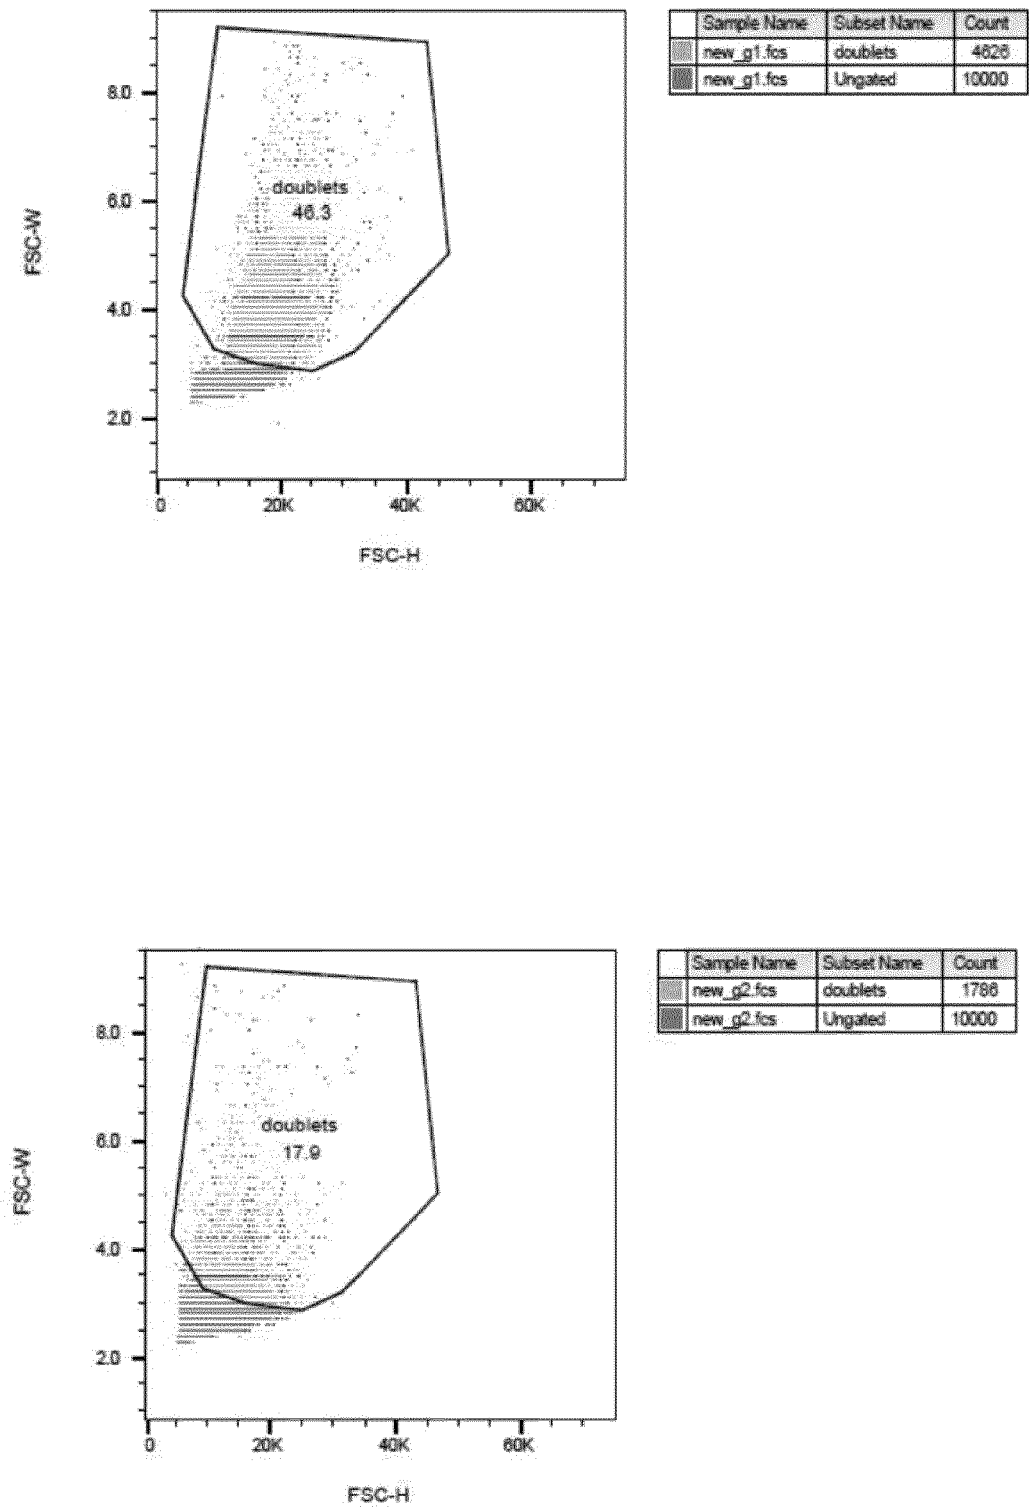 Sample Name Subset Name Count
new_g1.fcs doublets 4626
new_g1.fcs Ungated 10000
8.0
6.0
4.0
2.0
FSC-W
doublets
46.3
0 20K 40K 60K
FSC-H
Sample Name Subset Name Count
new_g2.fcs doublets 1786
new_g2.fcs Ungated 10000
8.0
6.0
4.0
2.0
FSC-W
doublets
17.9
0 20K 40K 60K
FSC-H